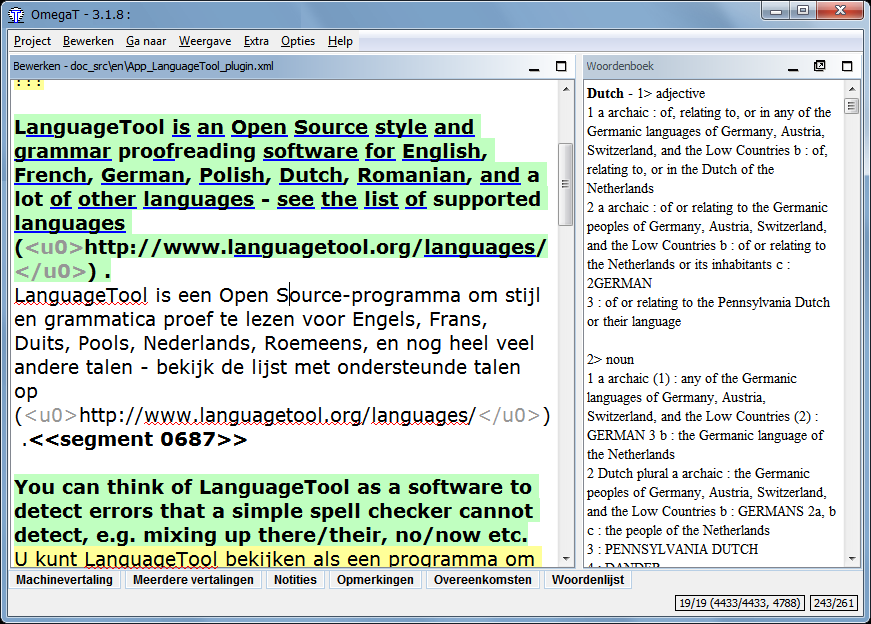 OmegaT - 3.1.8 :
Project Bewerken Ga naar Weergave Extra Opties Help
Bewerken - doc_src\en\App_LanguageTool_plugin.xml
LanguageTool is an Open Source style and
grammar proofreading software for English,
French, German, Polish, Dutch, Romanian, and a
lot of other languages - see the list of supported
languages
(<u0>http://www.languagetool.org/languages/
</u0>) .
LanguageTool is een Open Source-programma om stijl
en grammatica proef te lezen voor Engels, Frans,
Duits, Pools, Nederlands, Roemeens, en nog heel veel
andere talen - bekijk de lijst met ondersteunde talen
op
(<u0>http://www.languagetool.org/languages/</u0>)
.<<segment 0687>>
You can think of LanguageTool as a software to
detect errors that a simple spell checker cannot
detect, e.g. mixing up there/their, no/now etc.
U kunt LanguageTool bekijken als een programma om
Woordenboek
Dutch - 1> adjective
1 a archaic : of, relating to, or in any of the
Germanic languages of Germany, Austria,
Switzerland, and the Low Countries b : of,
relating to, or in the Dutch of the
Netherlands
2 a archaic : of or relating to the Germanic
peoples of Germany, Austria, Switzerland,
and the Low Countries b : of or relating to
the Netherlands or its inhabitants c :
2GERMAN
3 : of or relating to the Pennsylvania Dutch
or their language
2> noun
1 a archaic (1) : any of the Germanic
languages of Germany, Austria,
Switzerland, and the Low Countries (2) :
GERMAN 3 b : the Germanic language of
the Netherlands
2 Dutch plural a archaic : the Germanic
peoples of Germany, Austria, Switzerland,
and the Low Countries b : GERMANS 2a, b
c : the people of the Netherlands
3 : PENNSYLVANIA DUTCH
4 : DANDER
Machinevertaling Meerdere vertalingen Notities Opmerkingen Overeenkomsten Woordenlijst
19/19 (4433/4433, 4788) 243/261